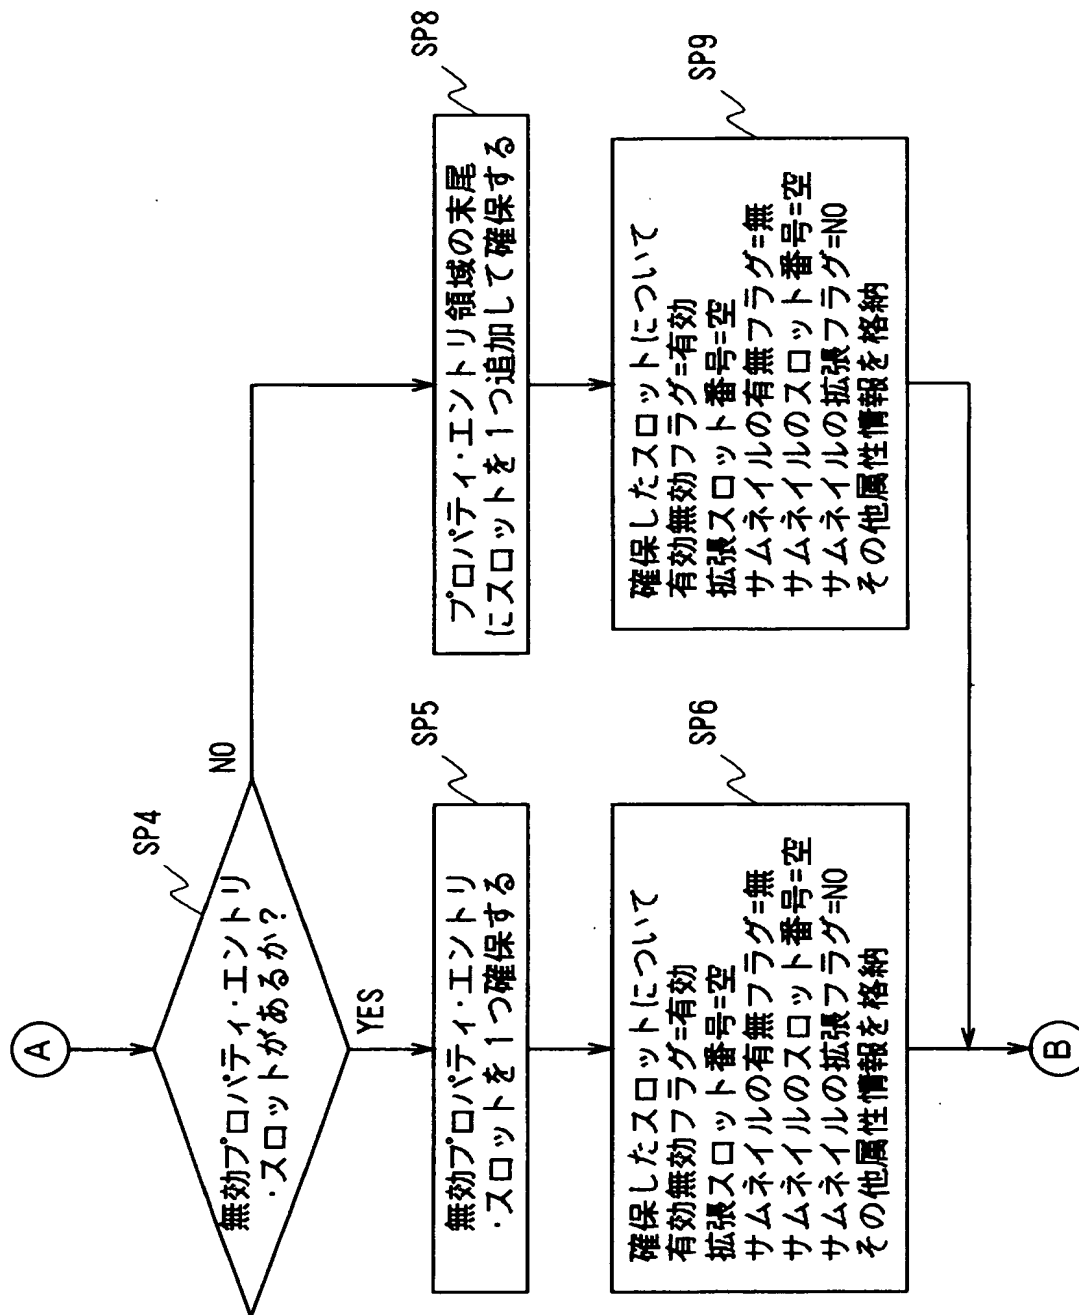 A
SP4
無効プロパティ・エントリ
・スロットがあるか?
NO
YES
SP5
無効プロパティ・エントリ
・スロットを1つ確保する
SP6
確保したスロットについて
有効無効フラグ=有効
拡張スロット番号=空
サムネイルの有無フラグ=無
サムネイルのスロット番号=空
サムネイルの拡張フラグ=NO
その他属性情報を格納
SP8
プロパティ・エントリ領域の末尾
にスロットを1つ追加して確保する
SP9
確保したスロットについて
有効無効フラグ=有効
拡張スロット番号=空
サムネイルの有無フラグ=無
サムネイルのスロット番号=空
サムネイルの拡張フラグ=NO
その他属性情報を格納
B